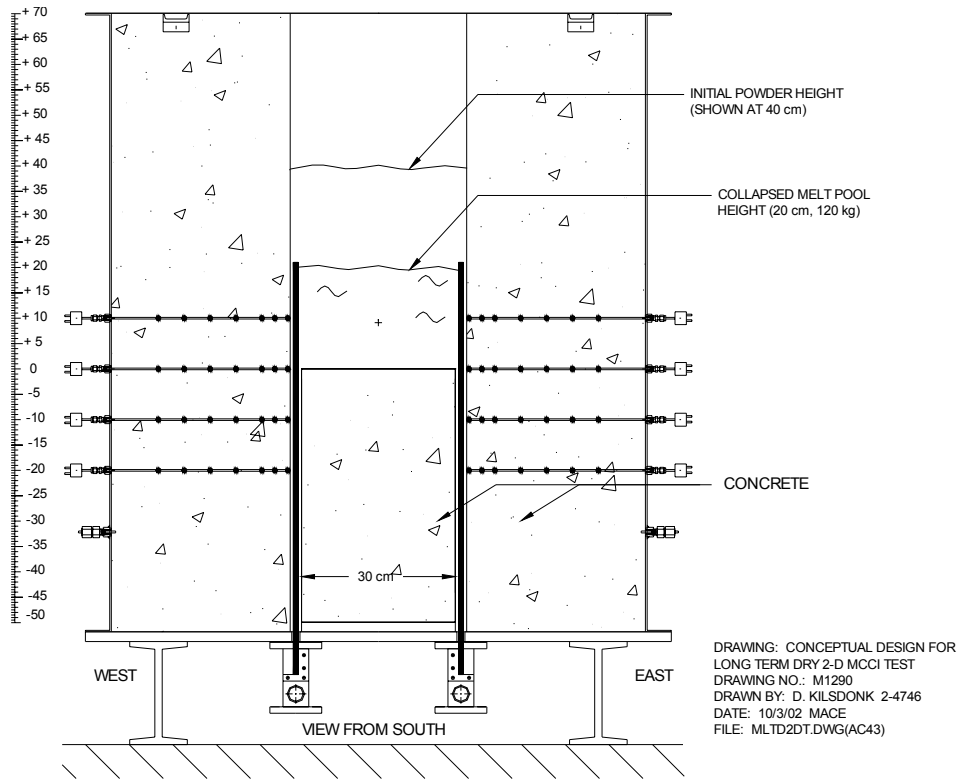 + 70
+ 65
+ 60
+ 55
+ 50
+ 45
+ 40
+ 35
+ 30
+ 25
+ 20
+ 15
+ 10
+ 5
0
-5
-10
-15
-20
-25
-30
-35
-40
-45
-50
INITIAL POWDER HEIGHT
(SHOWN AT 40 cm)
COLLAPSED MELT POOL
HEIGHT (20 cm, 120 kg)
CONCRETE
30 cm
WEST
EAST
VIEW FROM SOUTH
DRAWING: CONCEPTUAL DESIGN FOR
LONG TERM DRY 2-D MCCI TEST
DRAWING NO.: M1290
DRAWN BY: D. KILSDONK 2-4746
DATE: 10/3/02 MACE
FILE: MLTD2DT.DWG(AC43)